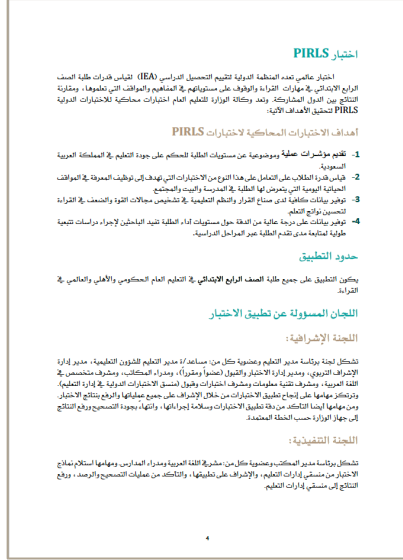 اختبار PIRLS
اختبار عالمي تعده المنظمة الدولية لتقييم التحصيل الدراسي (IEA) لقياس قدرات طلبة الصف
الرابع الابتدائي في مهارات القراءة والوقوف على مستوياتهم في المفاهيم والمواقف التي تعلموها، ومقارنة
النتائج بين الدول المشاركة. وتعد وكالة الوزارة للتعليم العام اختبارات محاكية للاختبارات الدولية
PIRLS لتحقيق الأهداف الآتية:
أهداف الاختبارات المحاكية لاختبارات PIRLS
1- تقديم مؤشرات عملية وموضوعية عن مستويات الطلبة للحكم على جودة التعليم في المملكة العربية
السعودية.
2- قياس قدرة الطلاب على التعامل على هذا النوع من الاختبارات التي تهدف إلى توظيف المعرفة في المواقف
الحياتية اليومية التي يتعرض لها الطلبة في المدرسة والبيت والمجتمع.
3- توفير بيانات كافية لدى صناع القرار والنظم التعليمية في تشخيص مجالات القوة والضعف في القراءة
لتحسين نواتج التعلم.
4- توفير بيانات على درجة عالية من الدقة حول مستويات أداء الطلبة تفيد الباحثين لإجراء دراسات تتبعية
طولية لمتابعة مدى تقدم الطلبة عبر المراحل الدراسية.
حدود التطبيق
يكون التطبيق على جميع طلبة الصف الرابع الابتدائي في التعليم العام الحكومي والأهلي والعالمي في
القراءة.
اللجان المسؤولة عن تطبيق الاختبار
اللجنة الإشرافية:
تشكل لجنة برئاسة مدير التعليم وعضوية كل من: مساعد/ة مدير التعليم للشؤون التعليمية، مدير إدارة
الإشراف التربوي، ومدير إدارة الاختبار والقبول (عضواً ومقرراً)، ومدراء المكاتب، ومشرف متخصص في
اللغة العربية، ومشرف تقنية معلومات ومشرف اختبارات وقبول (منسق الاختبارات الدولية في إدارة التعليم).
وترتكز مهامها على إنجاح تطبيق الاختبارات من خلال الإشراف على جميع عملياتها والرفع بنتائج الاختبار.
ومن مهامها أيضا التأكد من دقة تطبيق الاختبارات وسلامة إجراءاتها، وانتهاء بجودة التصحيح ورفع النتائج
إلى جهاز الوزارة حسب الخطة المعتمدة.
اللجنة التنفيذية:
تشكل برئاسة مدير المكتب وعضوية كل من: مشرفي اللغة العربية ومدراء المدارس. ومهامها استلام نماذج
الاختبار من منسقي إدارات التعليم، والإشراف على تطبيقها، والتأكد من عمليات التصحيح والرصد ، ورفع
النتائج إلى منسقي إدارات التعليم.
4